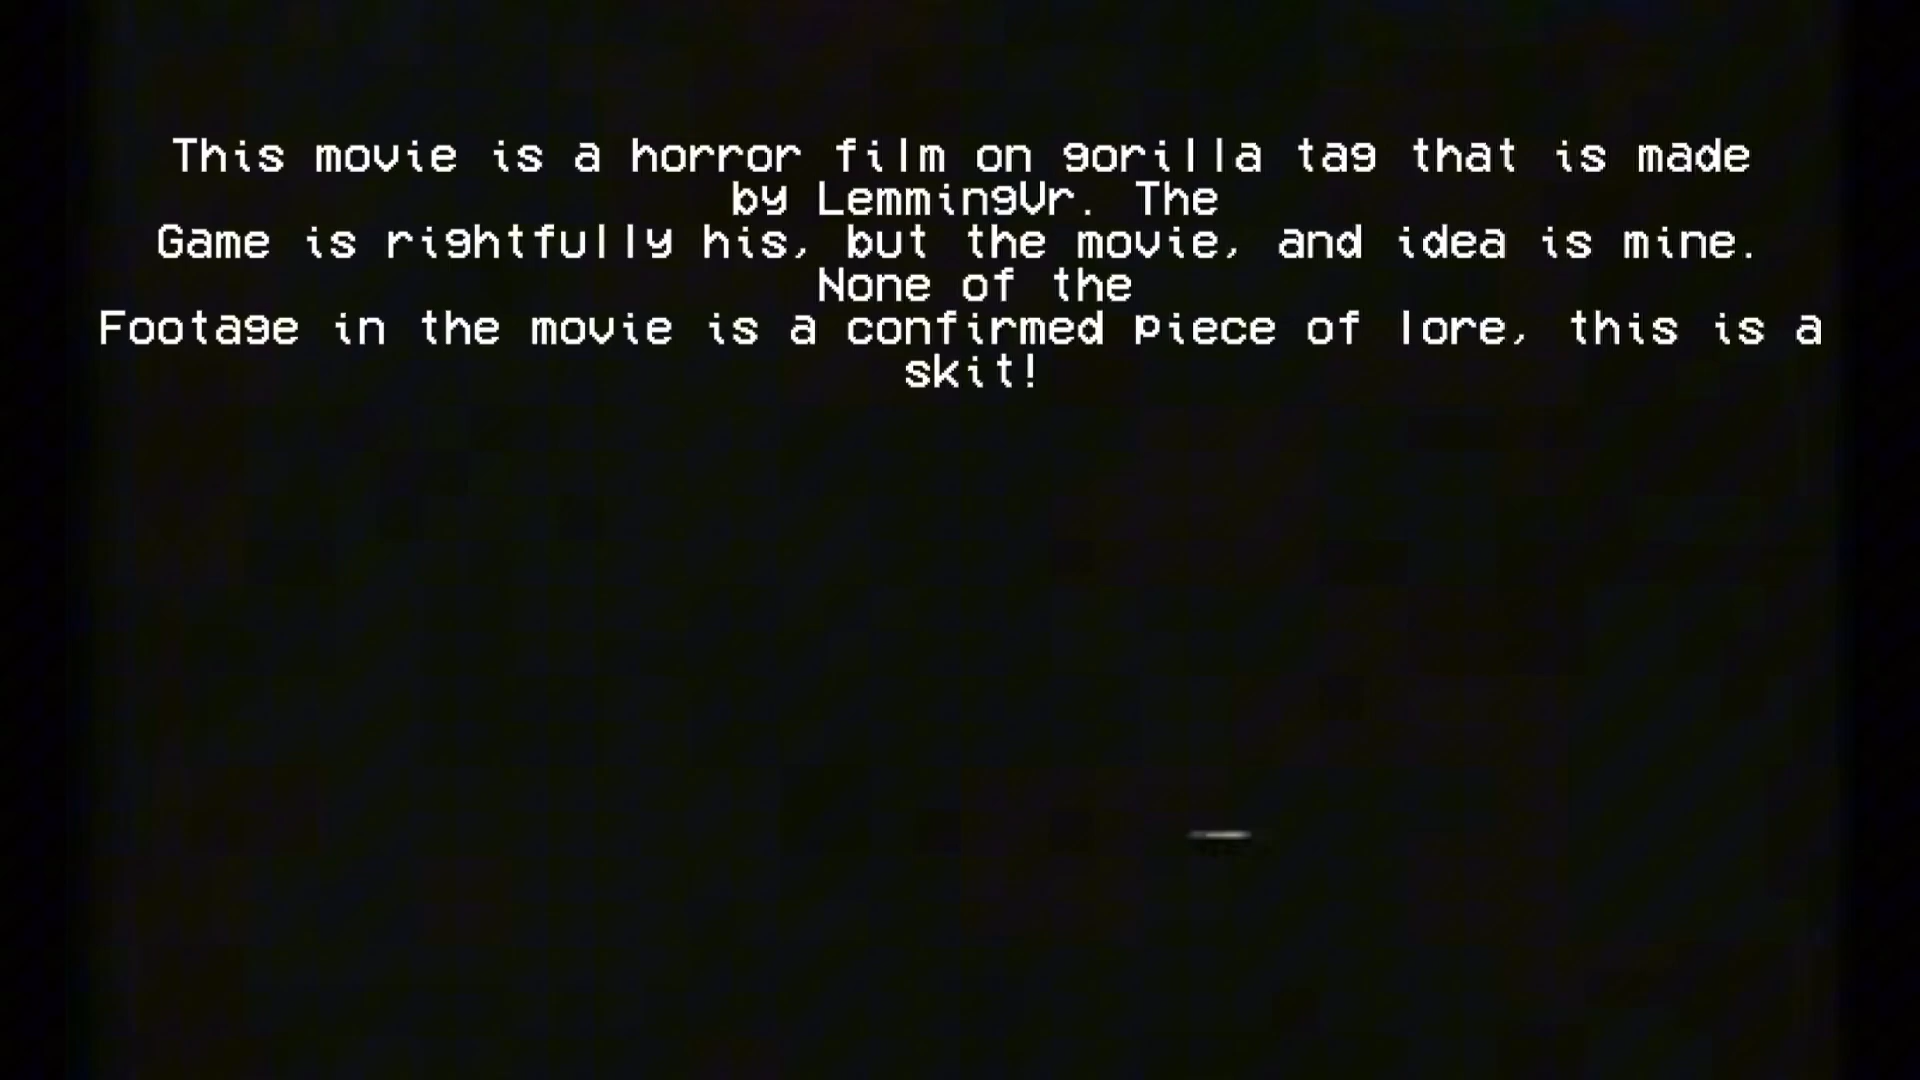 This movie is a horror film on gorilla tag that is made
by LemmingVr. The
Game is rightfully his, but the movie, and idea is mine.
None of the
Footage in the movie is a confirmed piece of lore, this is a
skit!